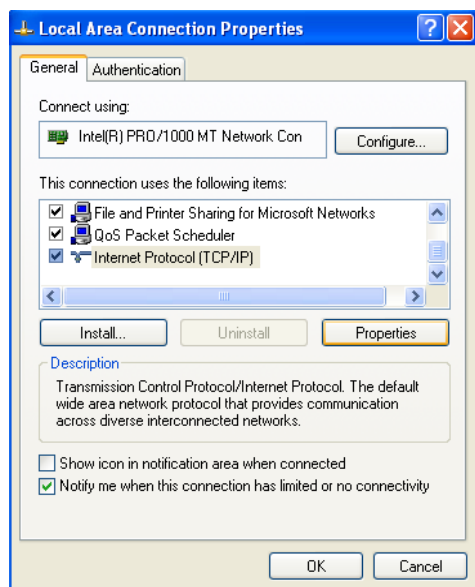 Local Area Connection Properties
General
Authentication
Connect using:
Intel(R) PRO/1000 MT Network Con
Configure...
This connection uses the following items:
File and Printer Sharing for Microsoft Networks
QoS Packet Scheduler
Internet Protocol (TCP/IP)
Install...
Uninstall
Properties
Description
Transmission Control Protocol/Internet Protocol. The default
wide area network protocol that provides communication
across diverse interconnected networks.
Show icon in notification area when connected
Notify me when this connection has limited or no connectivity
OK
Cancel